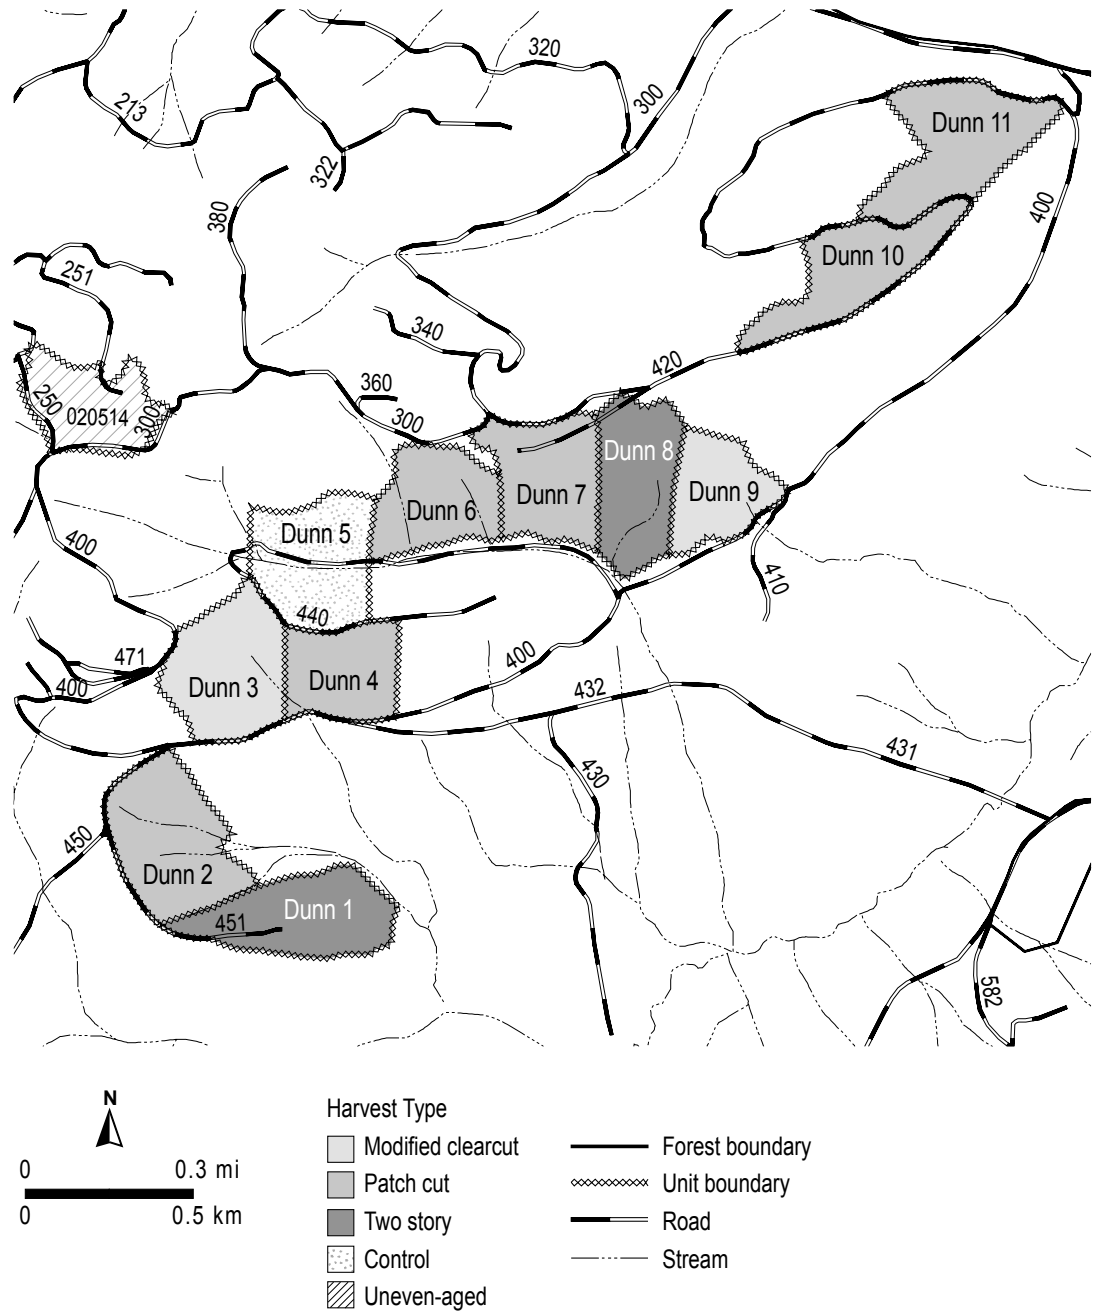 320
213
300
Dunn 11
322
380
400
Dunn 10
251
340
420
360
250
020514
300
300
Dunn 8
Dunn 7
Dunn 9
Dunn 6
Dunn 5
400
410
440
400
471
400
Dunn 3
Dunn 4
432
431
430
450
Dunn 2
Dunn 1
451
582
N
0 0.3 mi
0 0.5 km
Harvest Type
Modified clearcut
Patch cut
Two story
Control
Uneven-aged
Forest boundary
Unit boundary
Road
Stream